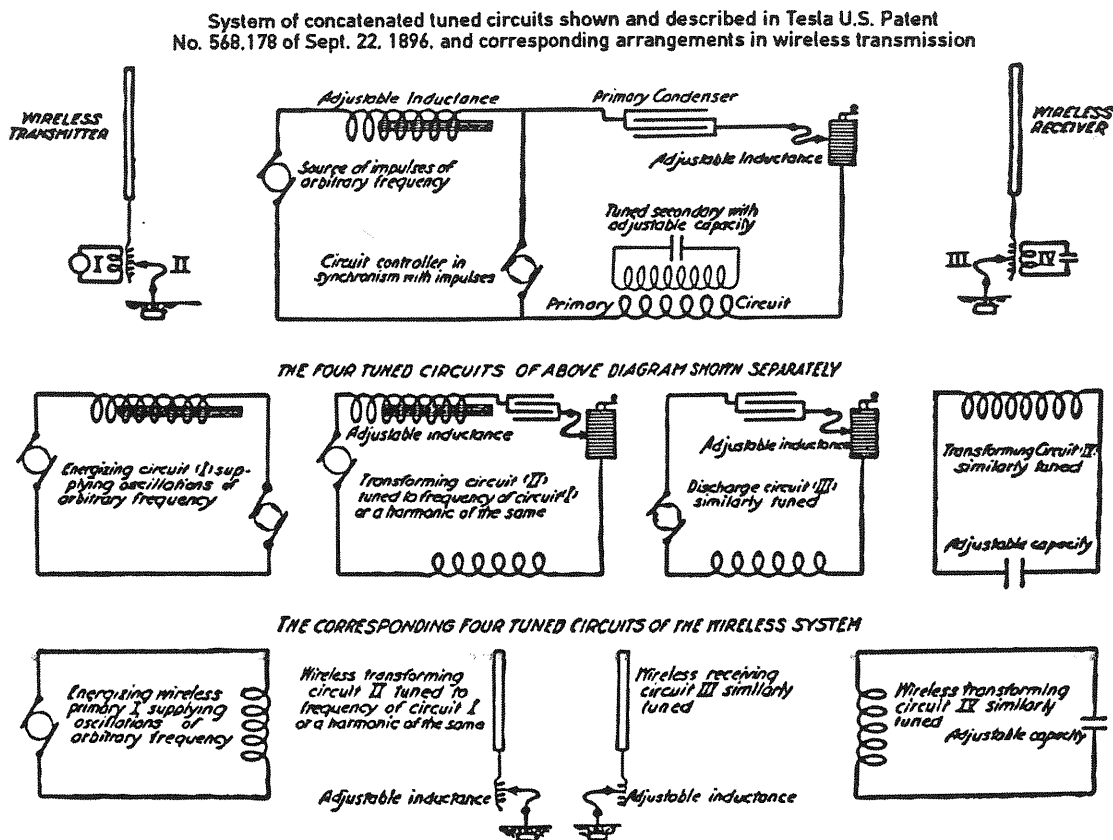 System of concatenated tuned circuits shown and described in Tesla U.S. Patent
No. 568,178 of Sept. 22, 1896, and corresponding arrangements in wireless transmission
WIRELESS
TRANSMITTER
I
II
Adjustable Inductance
Source of impulses of
arbitrary frequency
Circuit controller in
synchronism with impulses
Primary Condenser
2
Adjustable Inductance
Tuned secondary with
adjustable capacity
Primary Circuit
WIRELESS
RECEIVER
III
IV
THE FOUR TUNED CIRCUITS OF ABOVE DIAGRAM SHOWN SEPARATELY
Energizing circuit (I) sup-
plying oscillations of
arbitrary frequency
2
Adjustable inductance
Transforming circuit (II)
tuned to frequency of circuit I
or a harmonic of the same
2
Adjustable inductance
Discharge circuit (III)
similarly tuned
Transforming Circuit IV
similarly tuned
Adjustable capacity
THE CORRESPONDING FOUR TUNED CIRCUITS OF THE WIRELESS SYSTEM
Energizing wireless
primary I, supplying
oscillations of
arbitrary frequency
Wireless transforming
circuit II tuned to
frequency of circuit I
or a harmonic of the same
Adjustable inductance
Wireless receiving
circuit III similarly
tuned
Adjustable inductance
Wireless transforming
circuit IV similarly
tuned
Adjustable capacity